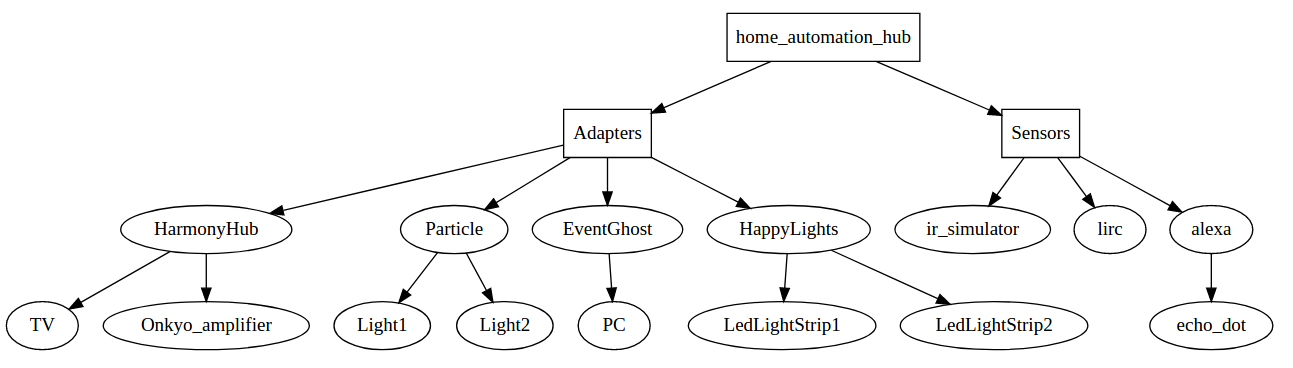 home_automation_hub
Adapters
Sensors
HarmonyHub
Particle
EventGhost
HappyLights
ir_simulator
lirc
alexa
TV
Onkyo_amplifier
Light1
Light2
PC
LedLightStrip1
LedLightStrip2
echo_dot